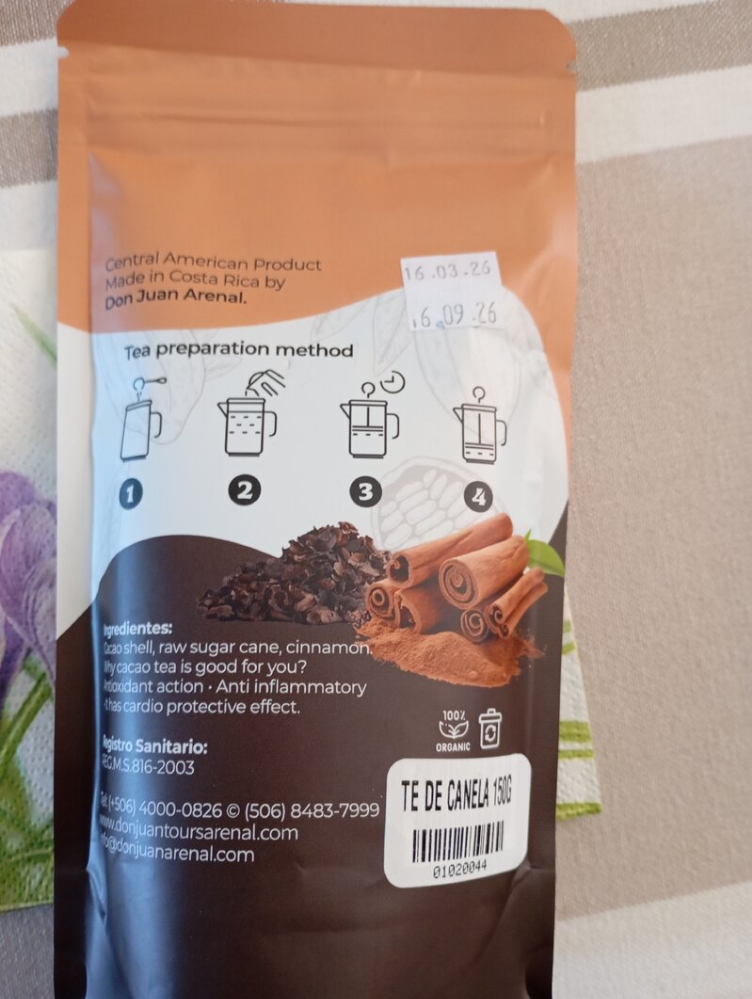 Central American Product
Made in Costa Rica by
Don Juan Arenal.
16.03.26
16.09.26
Tea preparation method
1
2
3
4
Ingredientes:
Cacao shell, raw sugar cane, cinnamon.
Why cacao tea is good for you?
Antioxidant action · Anti inflammatory
has cardio protective effect.
100%
ORGANIC
Registro Sanitario:
REG.M.S.816-2003
TE DE CANELA 150G
01020044
Tel: (+506) 4000-0826 © (506) 8483-7999
www.donjuantoursarenal.com
info@donjuanarenal.com